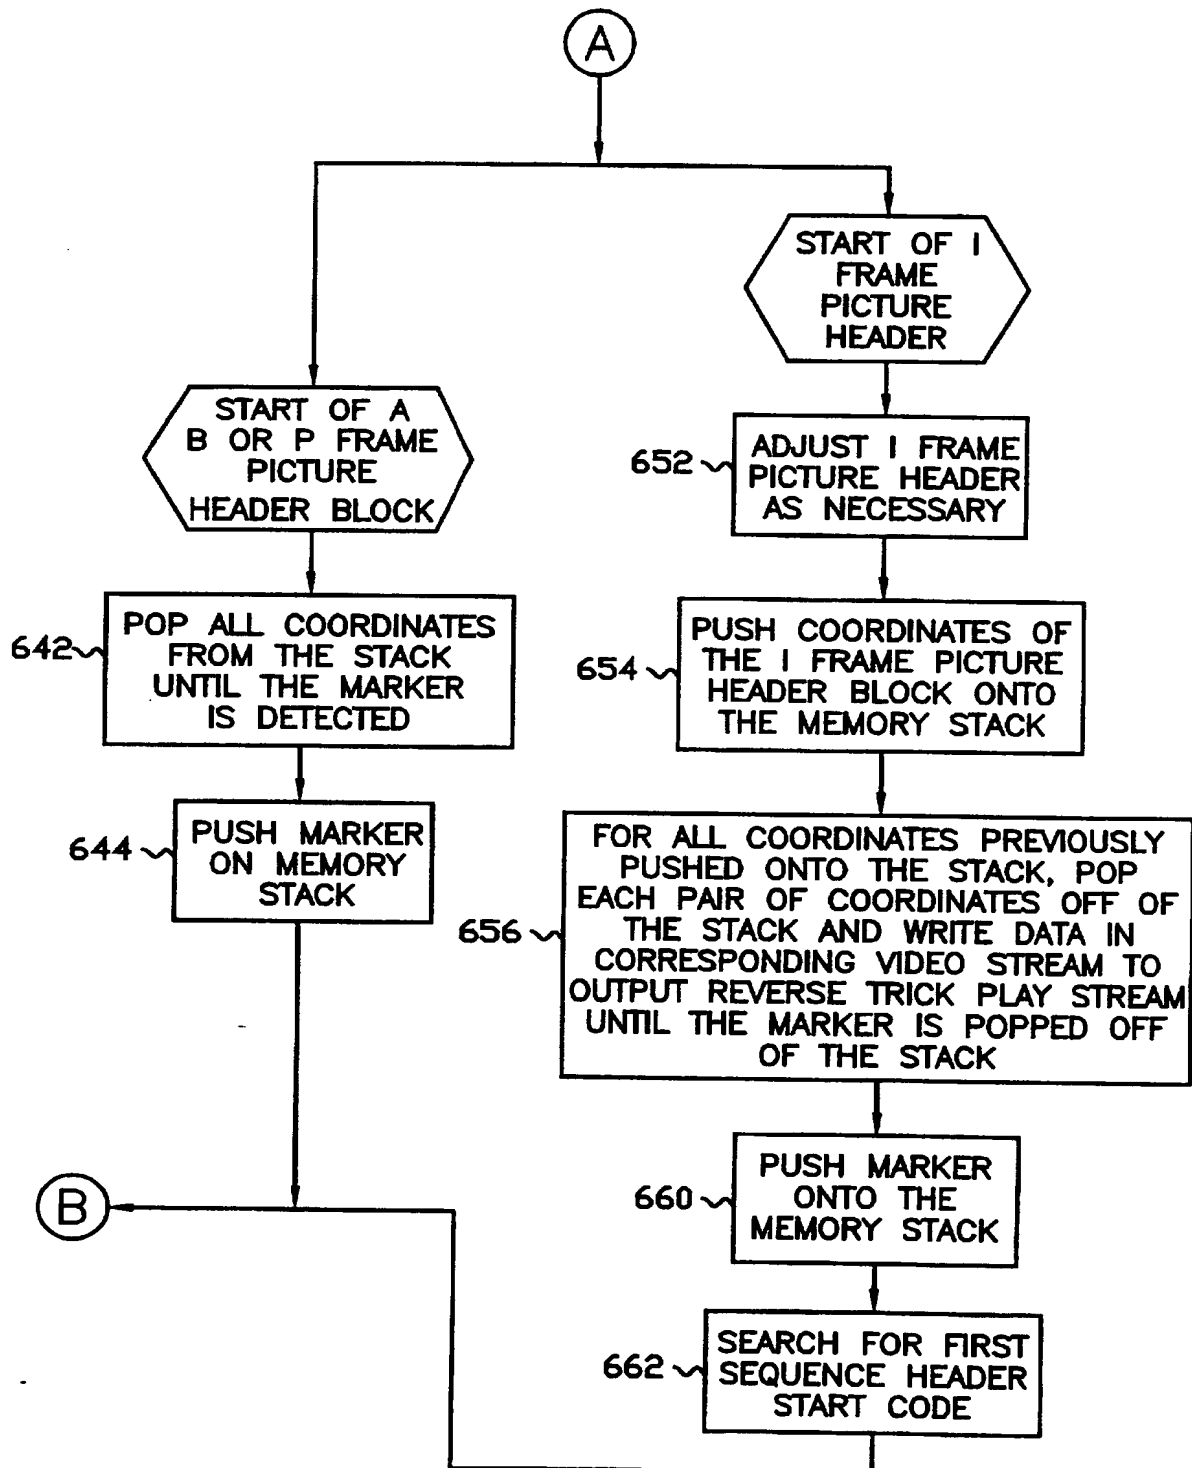 A
START OF I
FRAME
PICTURE
HEADER
START OF A
B OR P FRAME
PICTURE
HEADER BLOCK
652
ADJUST I FRAME
PICTURE HEADER
AS NECESSARY
642
POP ALL COORDINATES
FROM THE STACK
UNTIL THE MARKER
IS DETECTED
654
PUSH COORDINATES OF
THE I FRAME PICTURE
HEADER BLOCK ONTO
THE MEMORY STACK
644
PUSH MARKER
ON MEMORY
STACK
656
FOR ALL COORDINATES PREVIOUSLY
PUSHED ONTO THE STACK, POP
EACH PAIR OF COORDINATES OFF OF
THE STACK AND WRITE DATA IN
CORRESPONDING VIDEO STREAM TO
OUTPUT REVERSE TRICK PLAY STREAM
UNTIL THE MARKER IS POPPED OFF
OF THE STACK
B
660
PUSH MARKER
ONTO THE
MEMORY STACK
662
SEARCH FOR FIRST
SEQUENCE HEADER
START CODE